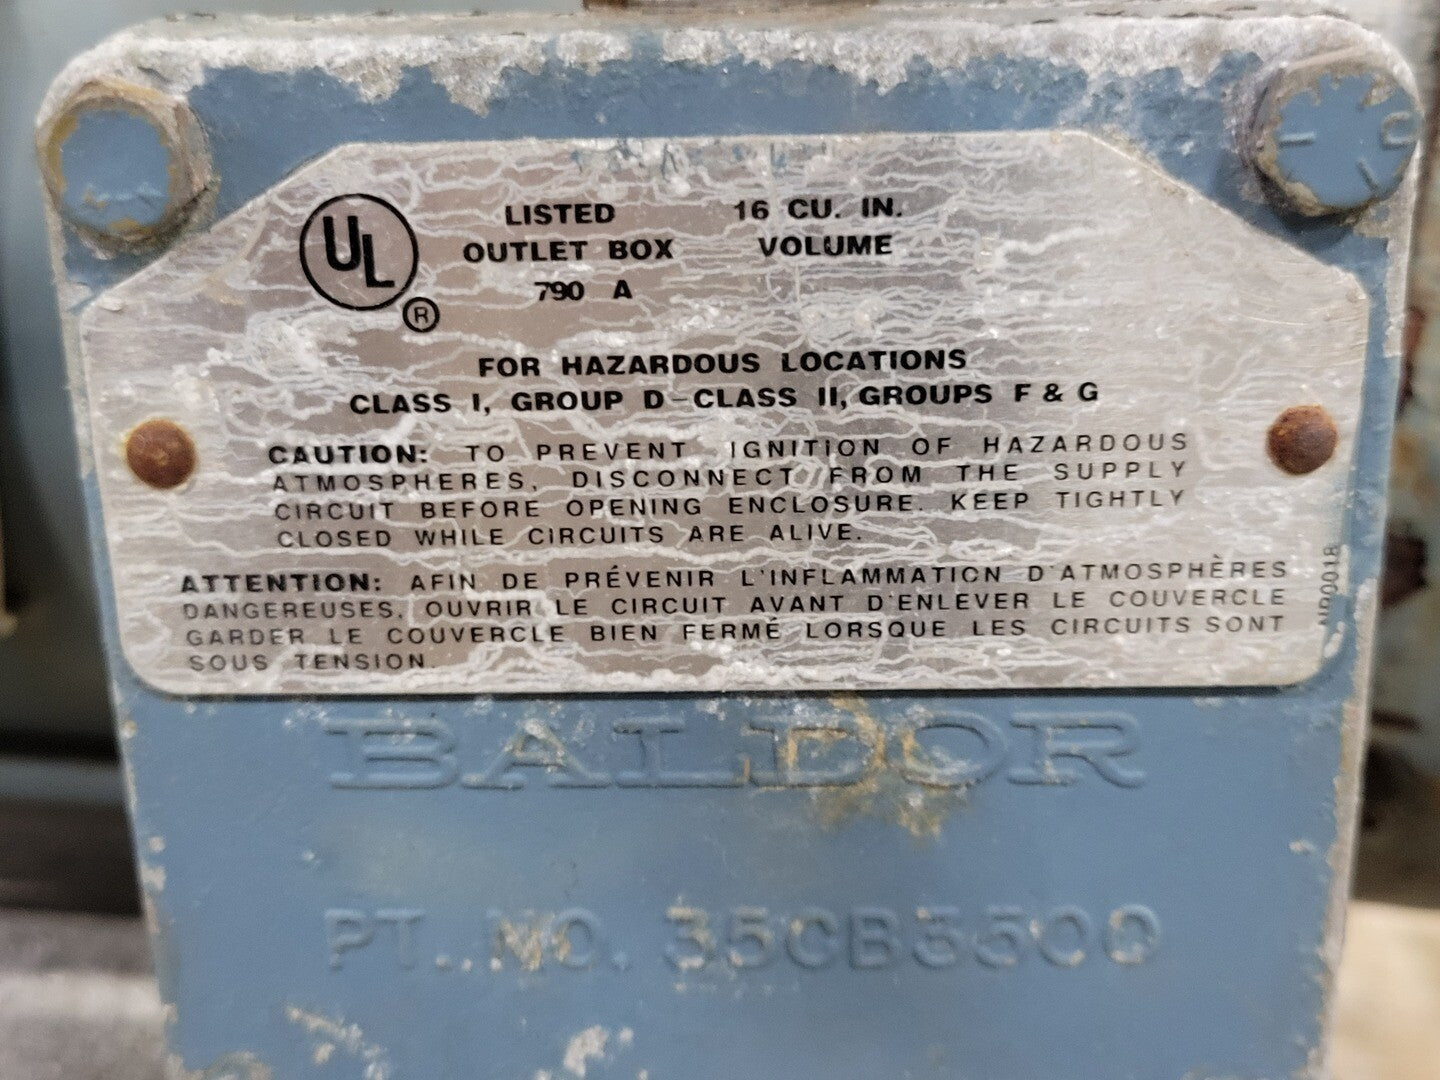 UL
®
LISTED
OUTLET BOX
790 A
16 CU. IN.
VOLUME
FOR HAZARDOUS LOCATIONS
CLASS I, GROUP D-CLASS II, GROUPS F & G
CAUTION: TO PREVENT IGNITION OF HAZARDOUS
ATMOSPHERES, DISCONNECT FROM THE SUPPLY
CIRCUIT BEFORE OPENING ENCLOSURE. KEEP TIGHTLY
CLOSED WHILE CIRCUITS ARE ALIVE.
ATTENTION: AFIN DE PRÉVENIR L'INFLAMMATION D'ATMOSPHÈRES
DANGEREUSES, OUVRIR LE CIRCUIT AVANT D'ENLEVER LE COUVERCLE
GARDER LE COUVERCLE BIEN FERMÉ LORSQUE LES CIRCUITS SONT
SOUS TENSION.
BALDOR
PT. NO.